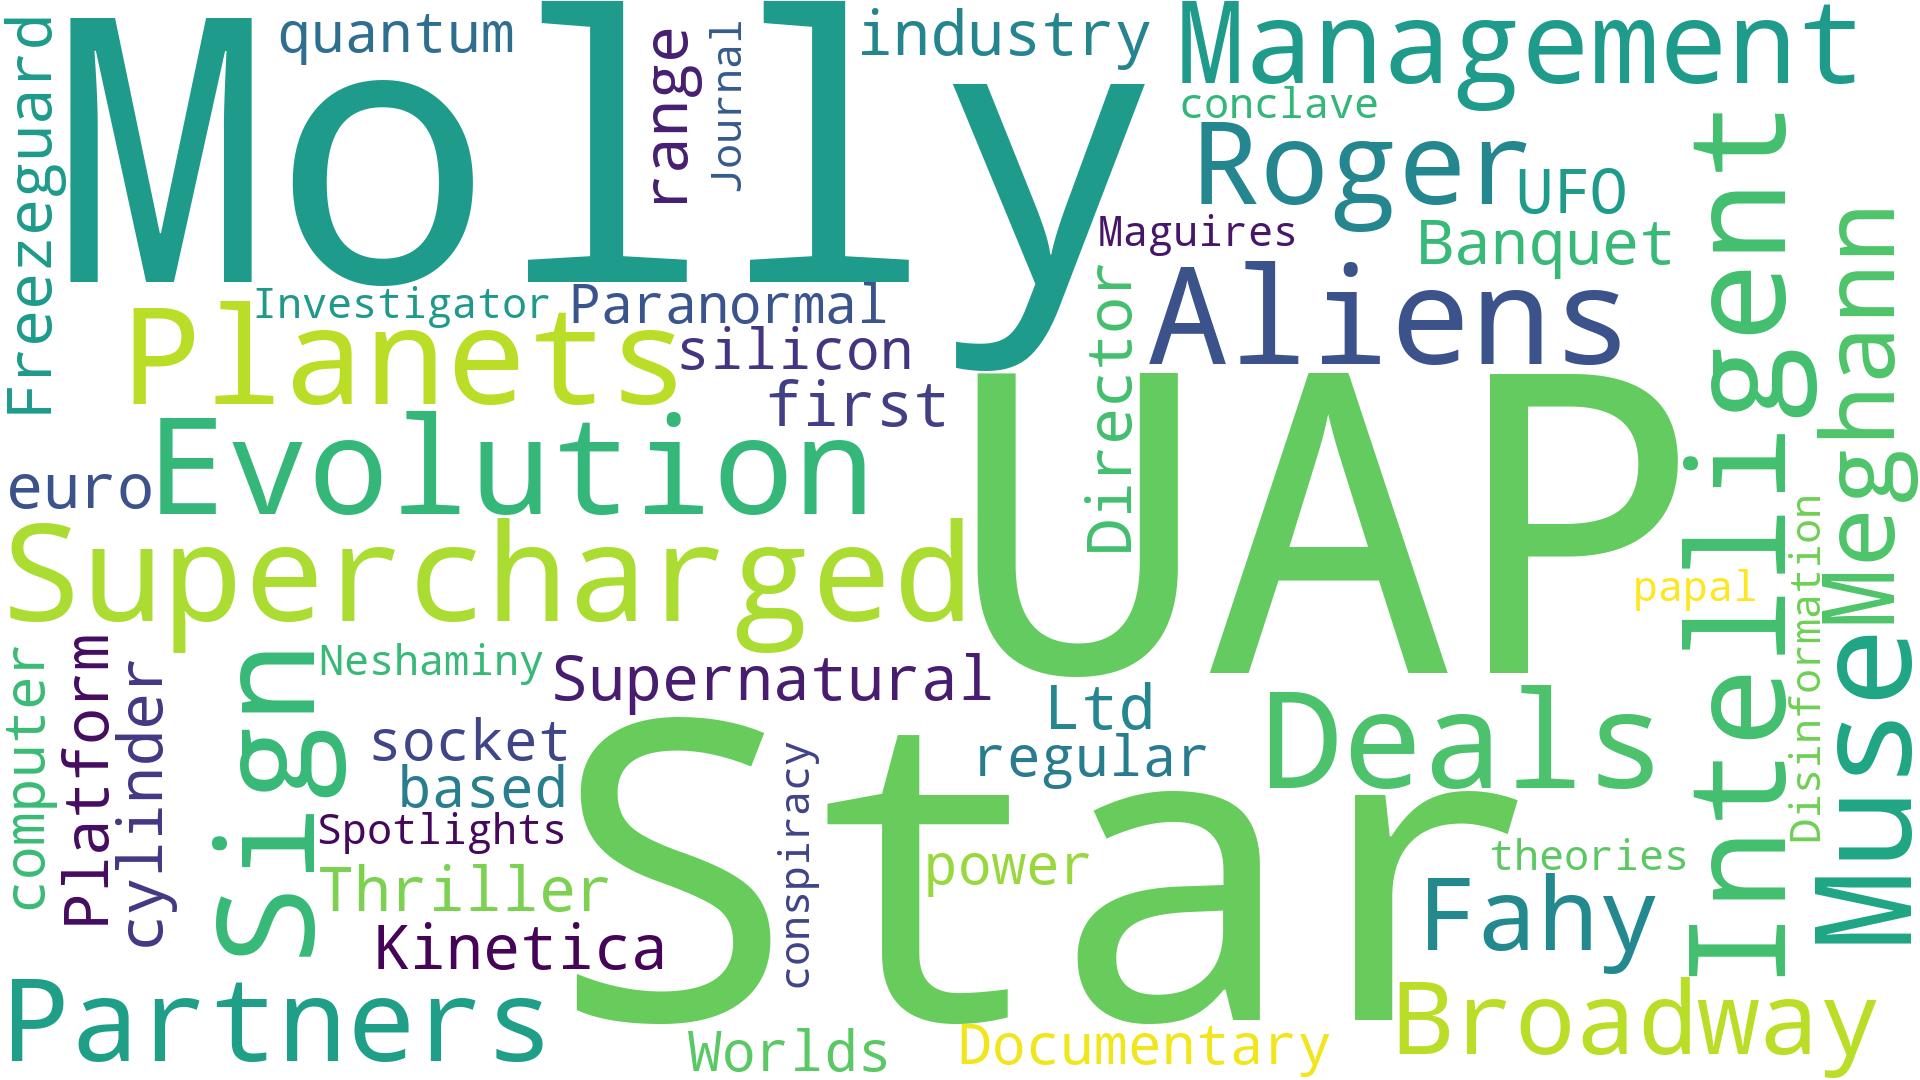 Molly
quantum
range
Journal
industry
Management
conclave
Roger
UFO
Maguires
Banquet
Freezeguard
Investigator
Paranormal
Planets
silicon
first
Director
Aliens
Intelligent
Meghann
Evolution
euro
Supercharged
UAP
papal
Disinformation
Muse
computer
Platform
cylinder
Sign
Neshaminy
Supernatural
socket
based
Spotlights
Thriller
Kinetica
Star
conspiracy
Ltd
regular
power
Deals
theories
Fahy
Partners
Worlds
Documentary
Broadway